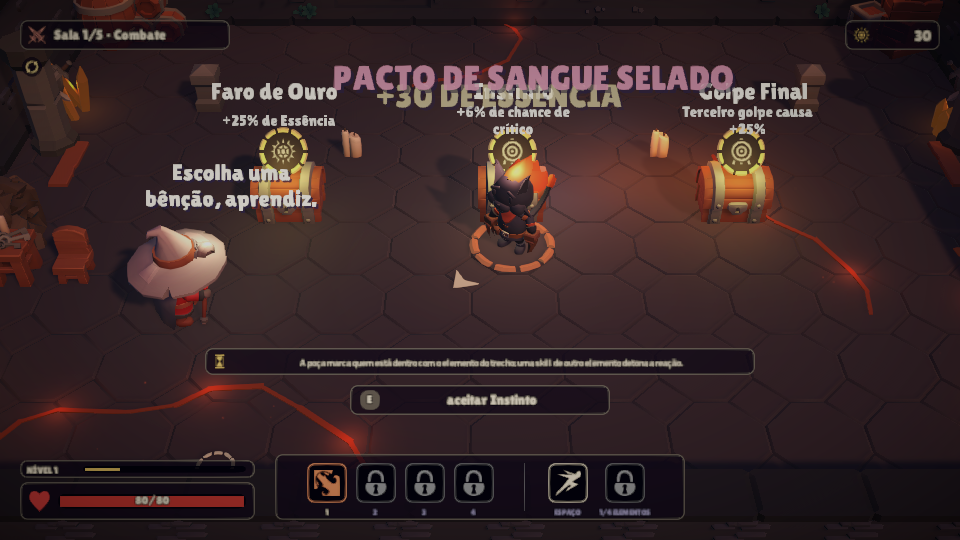 Sala 1/5 - Combate
30
PACTO DE SANGUE SELADO
+30 DE ESSÊNCIA
Faro de Ouro
+25% de Essência
+6% de chance de
crítico
Golpe Final
Terceiro golpe causa
+35%
Escolha uma
bênção, aprendiz.
A poça marca quem está dentro com o elemento do trecho: uma skill de outro elemento detona a reação.
E
aceitar Instinto
NÍVEL 1
80/80
1
2
3
4
ESPAÇO
1/4 ELEMENTOS